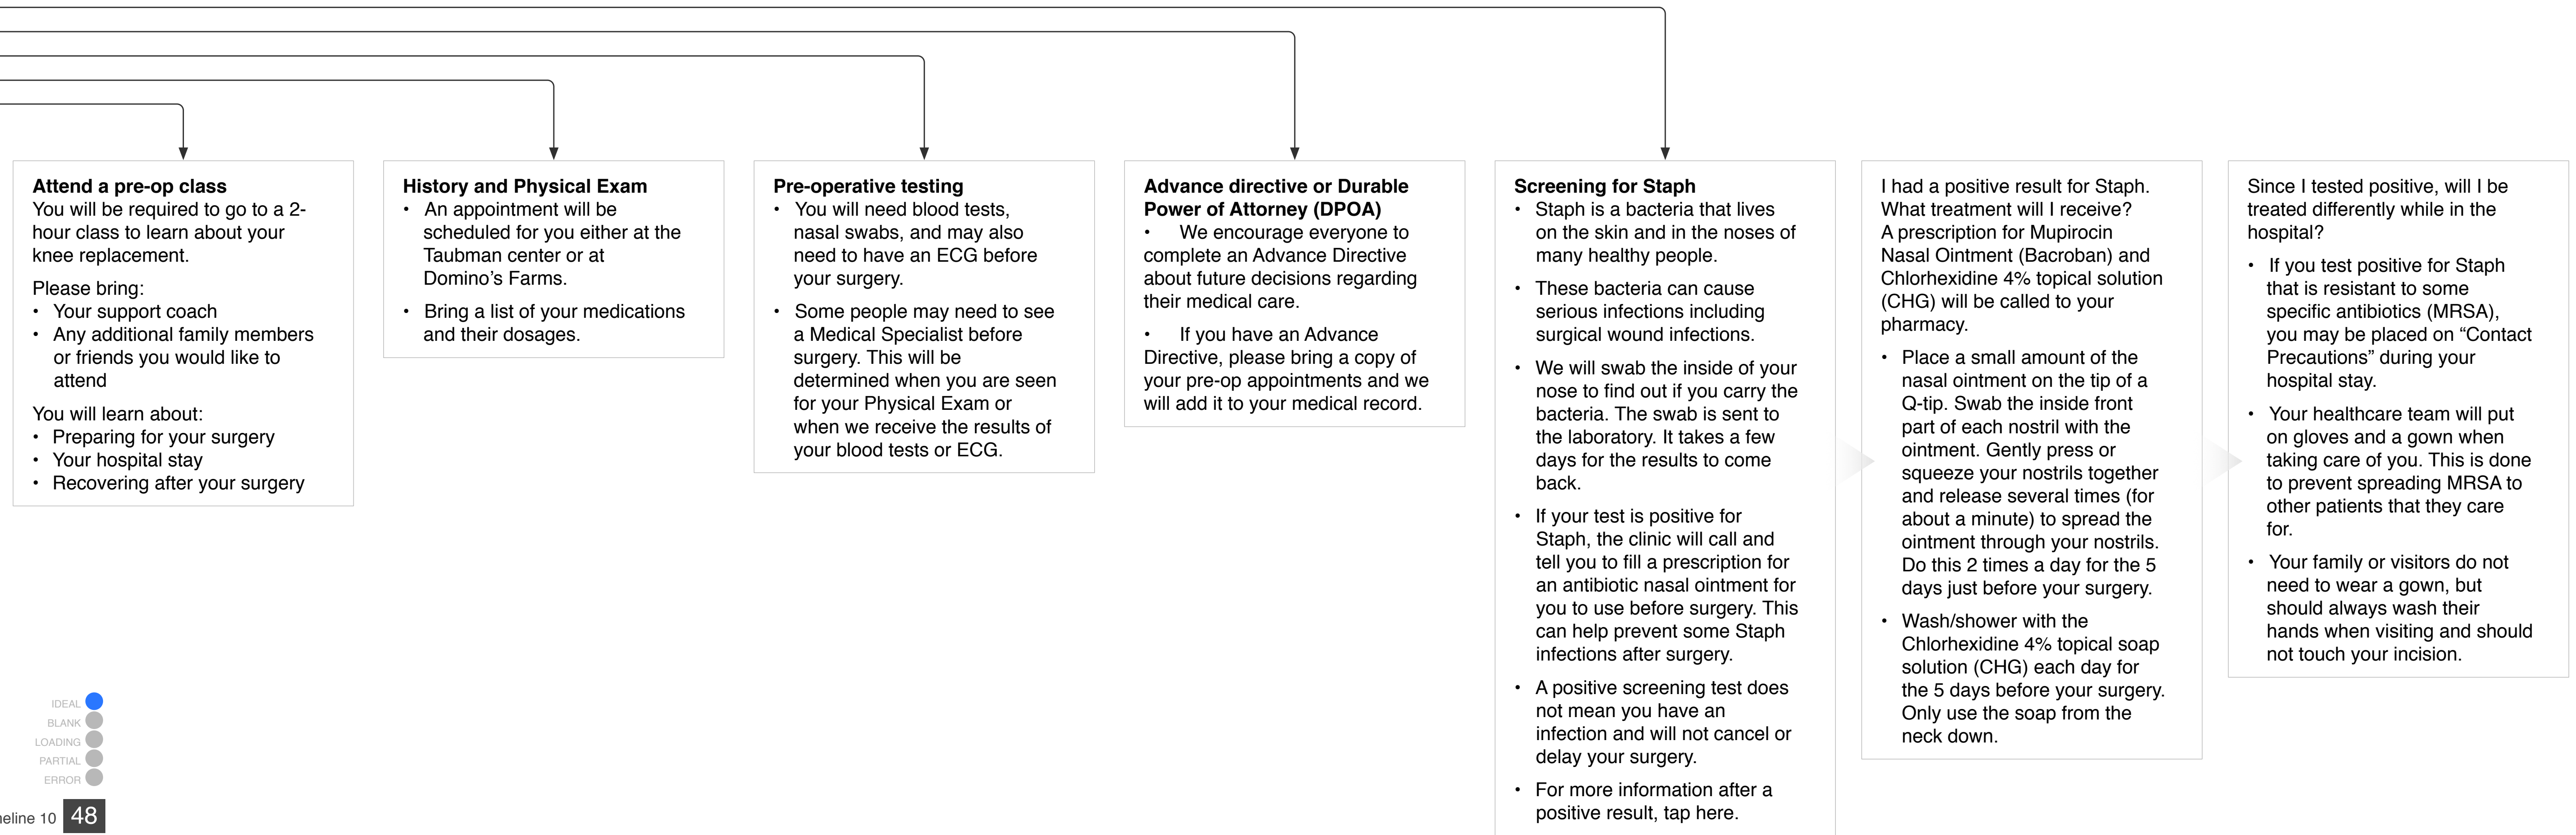 Attend a pre-op class
You will be required to go to a 2-
hour class to learn about your
knee replacement.
Please bring:
• Your support coach
• Any additional family members
or friends you would like to
attend
You will learn about:
• Preparing for your surgery
• Your hospital stay
• Recovering after your surgery
History and Physical Exam
• An appointment will be
scheduled for you either at the
Taubman center or at
Domino’s Farms.
• Bring a list of your medications
and their dosages.
Pre-operative testing
• You will need blood tests,
nasal swabs, and may also
need to have an ECG before
your surgery.
• Some people may need to see
a Medical Specialist before
surgery. This will be
determined when you are seen
for your Physical Exam or
when we receive the results of
your blood tests or ECG.
Advance directive or Durable
Power of Attorney (DPOA)
• We encourage everyone to
complete an Advance Directive
about future decisions regarding
their medical care.
• If you have an Advance
Directive, please bring a copy of
your pre-op appointments and we
will add it to your medical record.
Screening for Staph
• Staph is a bacteria that lives
on the skin and in the noses of
many healthy people.
• These bacteria can cause
serious infections including
surgical wound infections.
• We will swab the inside of your
nose to find out if you carry the
bacteria. The swab is sent to
the laboratory. It takes a few
days for the results to come
back.
• If your test is positive for
Staph, the clinic will call and
tell you to fill a prescription for
an antibiotic nasal ointment for
you to use before surgery. This
can help prevent some Staph
infections after surgery.
• A positive screening test does
not mean you have an
infection and will not cancel or
delay your surgery.
• For more information after a
positive result, tap here.
I had a positive result for Staph.
What treatment will I receive?
A prescription for Mupirocin
Nasal Ointment (Bacroban) and
Chlorhexidine 4% topical solution
(CHG) will be called to your
pharmacy.
• Place a small amount of the
nasal ointment on the tip of a
Q-tip. Swab the inside front
part of each nostril with the
ointment. Gently press or
squeeze your nostrils together
and release several times (for
about a minute) to spread the
ointment through your nostrils.
Do this 2 times a day for the 5
days just before your surgery.
• Wash/shower with the
Chlorhexidine 4% topical soap
solution (CHG) each day for
the 5 days before your surgery.
Only use the soap from the
neck down.
Since I tested positive, will I be
treated differently while in the
hospital?
• If you test positive for Staph
that is resistant to some
specific antibiotics (MRSA),
you may be placed on “Contact
Precautions” during your
hospital stay.
• Your healthcare team will put
on gloves and a gown when
taking care of you. This is done
to prevent spreading MRSA to
other patients that they care
for.
• Your family or visitors do not
need to wear a gown, but
should always wash their
hands when visiting and should
not touch your incision.
IDEAL
BLANK
LOADING
PARTIAL
ERROR
eline 10 48